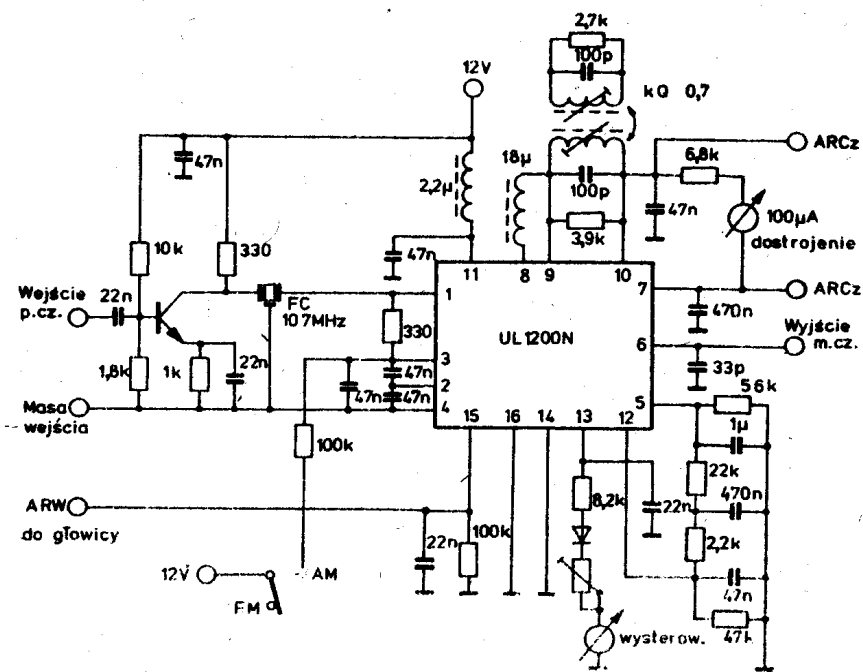 2,7k
100p
12V
kQ 0,7
ARCz
47n
18µ
6,8k
2,2µ
100p
47n
100µA
dostrojenie
10k
330
47n
3,9k
11
8
9
10
Wejście
p.cz.
22n
FC
10 7MHz
1
7
ARCz
470n
330
UL1200N
6
Wyjście
m.cz.
1,8k
1k
22n
3
47n
33p
47n
2
47n
5
56k
Masa
wejścia
4
15
16
14
13
12
1µ
100k
22k
8,2k
22n
470n
ARW
do głowicy
22n
100k
2,2k
12V
AM
FM
47n
wysterow.
47k